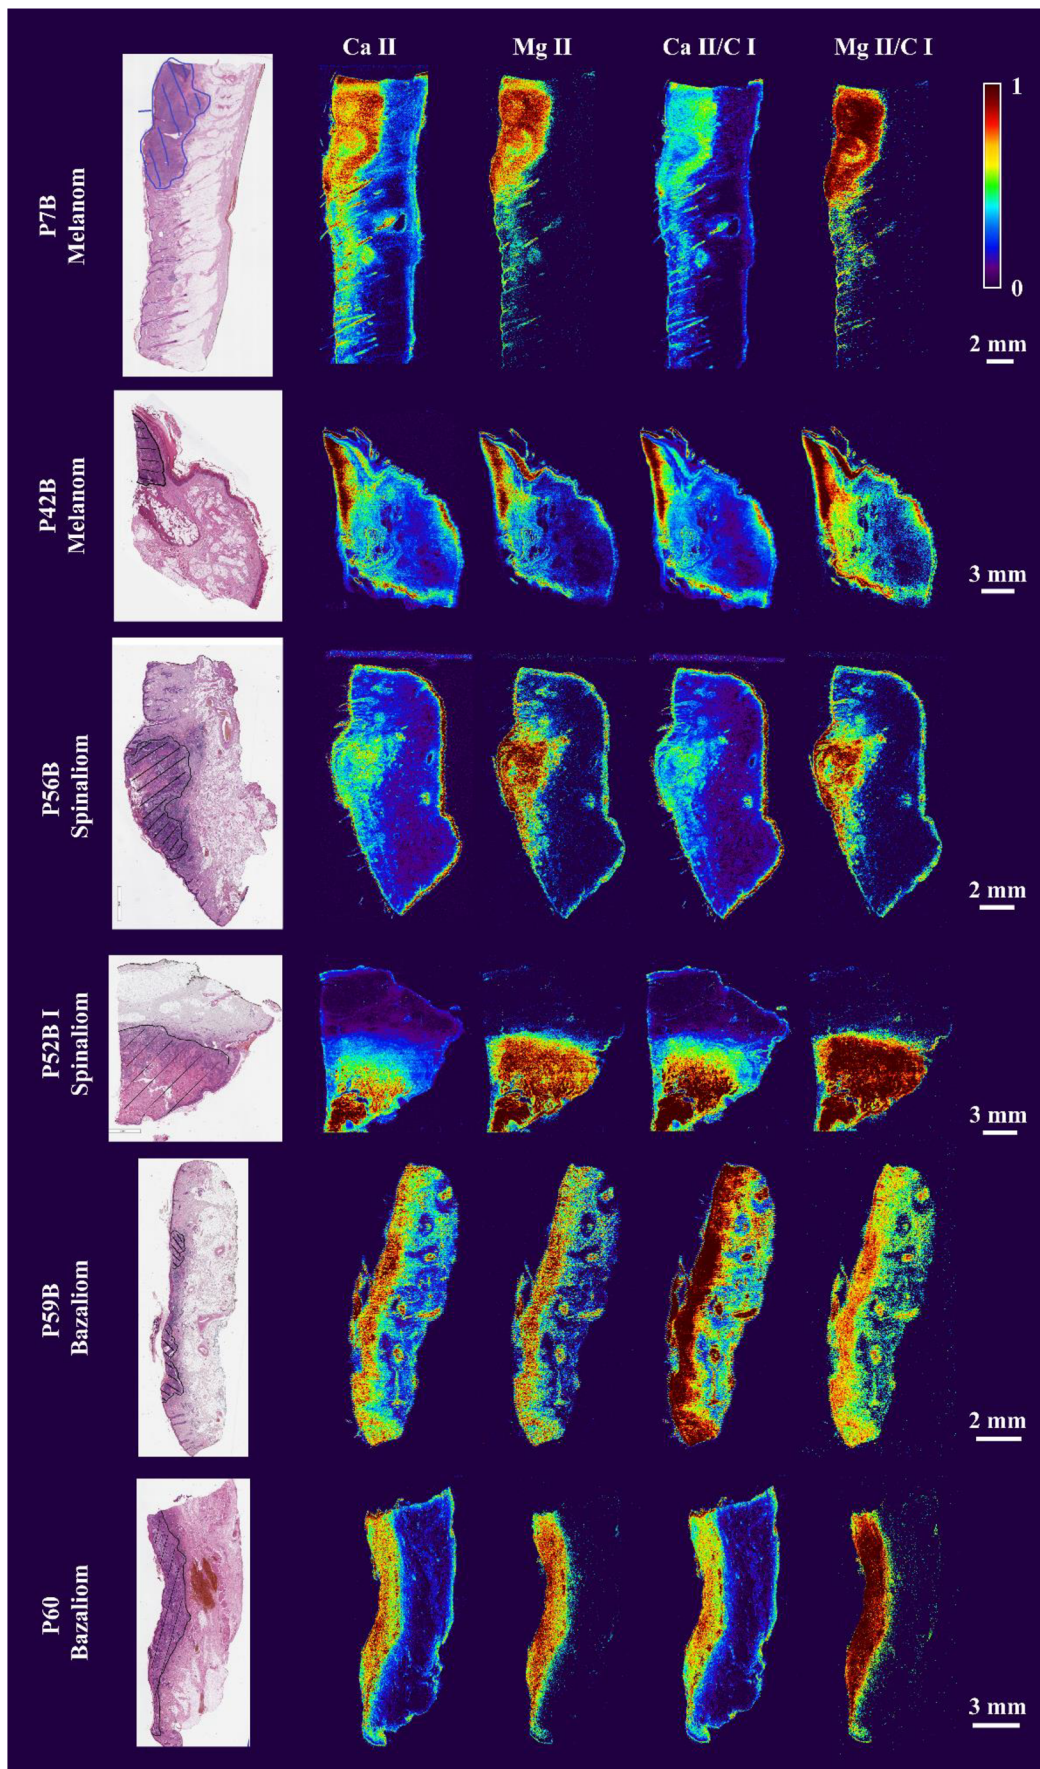 Ca II Mg II Ca II/C I Mg II/C I
P7B
Melanom
1
0
2 mm
P42B
Melanom
3 mm
P56B
Spinaliom
2 mm
P52B I
Spinaliom
3 mm
P59B
Bazaliom
2 mm
P60
Bazaliom
3 mm